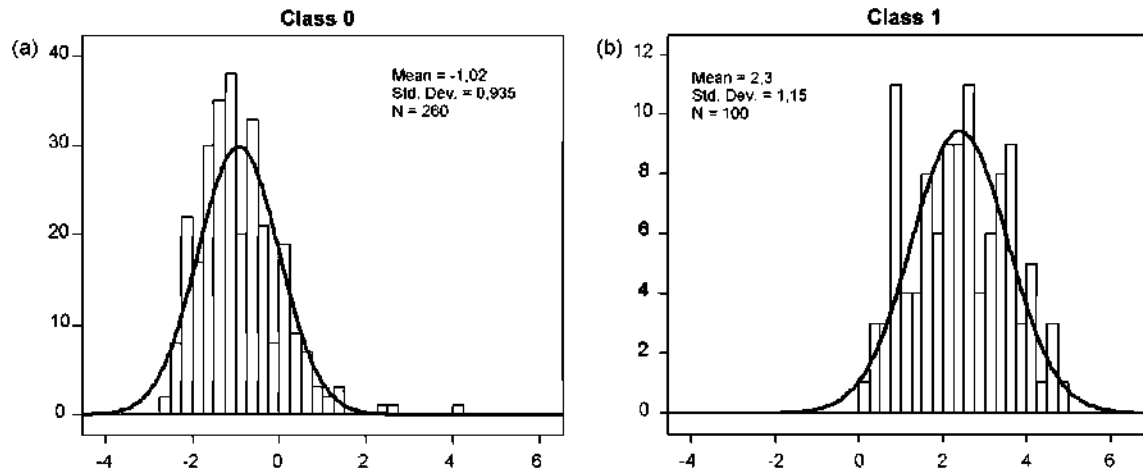 Class 0
(a)
40
30
20
10
0
Mean = -1,02
Std. Dev. = 0,935
N = 260
-4 -2 0 2 4 6
Class 1
(b)
12
10
8
6
4
2
0
Mean = 2,3
Std. Dev. = 1,15
N = 100
-4 -2 0 2 4 6